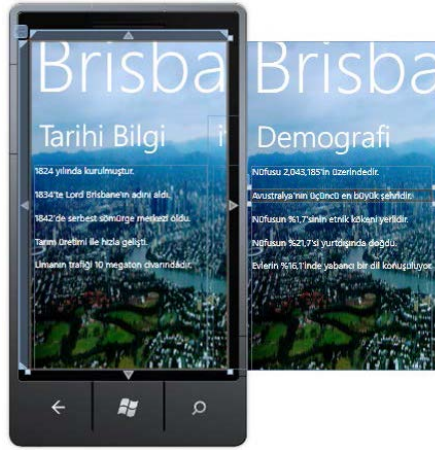 Brisba
Tarihi Bilgi
1824 yılında kurulmuştur.
1834'te Lord Brisbane'in adını aldı.
1842'de serbest sömürge merkezi oldu.
Tarım üretimi ile hızla gelişti.
Limanın trafiği 10 megaton civarındadır.
Brisba
Demografi
Nüfusu 2,043,185'in üzerindedir.
Avustralya'nın üçüncü en büyük şehridir.
Nüfusun %1,7'sinin etnik kökeni yerlidir.
Nüfusun %21,7'si yurtdışında doğdu.
Evlerin %16,1'inde yabancı bir dil konuşuluyor